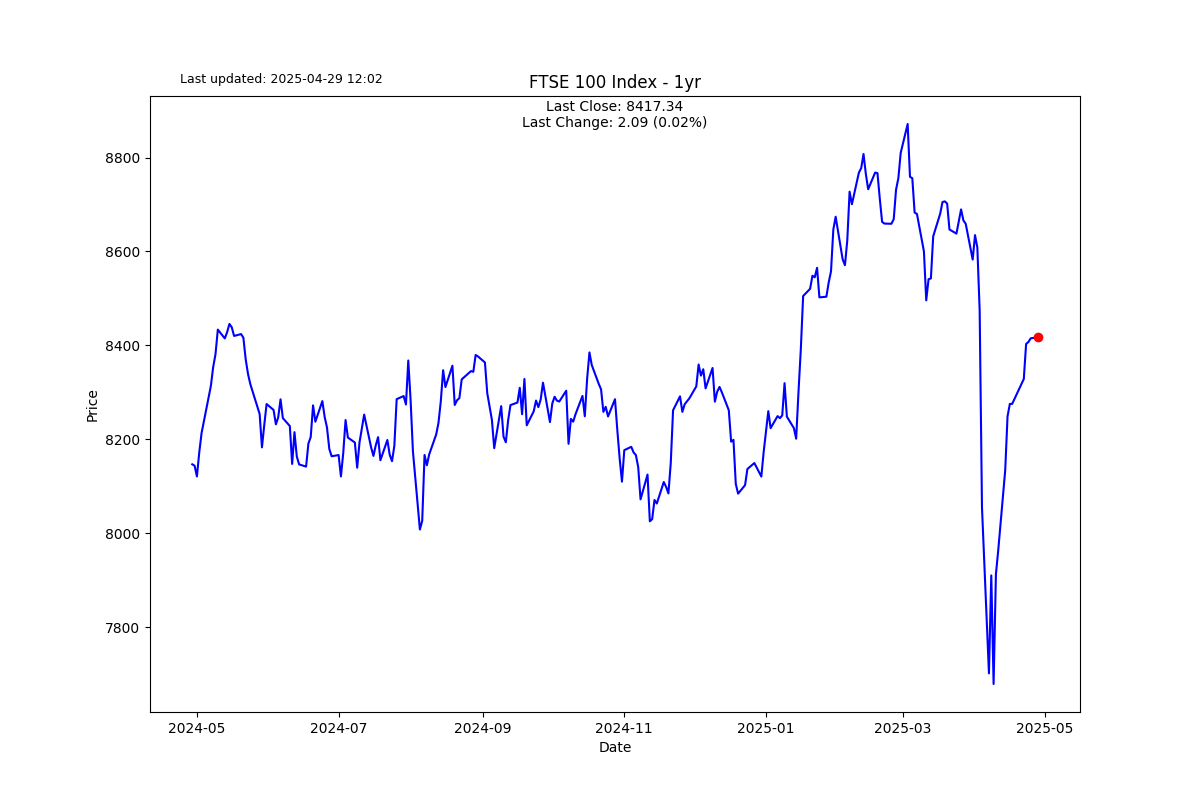 Last updated: 2025-04-29 12:02
FTSE 100 Index - 1yr
Last Close: 8417.34
Last Change: 2.09 (0.02%)
8800
8600
8400
8200
8000
7800
Price
2024-05 2024-07 2024-09 2024-11 2025-01 2025-03 2025-05
Date